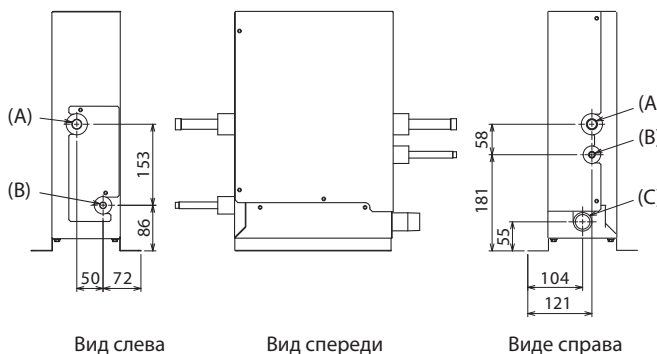 (A)
(B)
153
86
50
72
(A
(B)
(C
58
181
55
104
121
Вид слева
Вид спереди
Виде справа